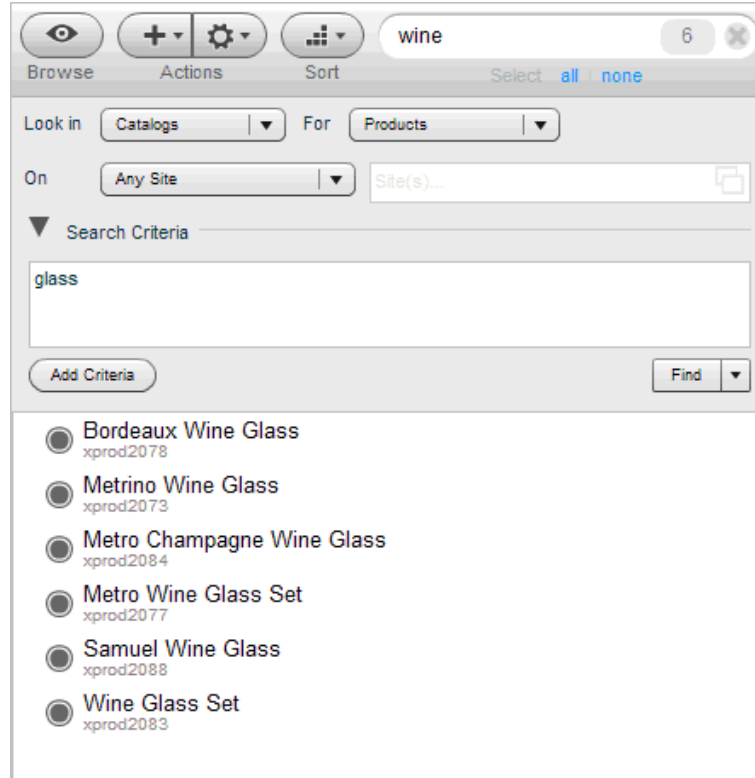 wine 6
Browse Actions Sort Select all | none
Look in Catalogs For Products
On Any Site Site(s)...
Search Criteria
glass
Add Criteria Find
Bordeaux Wine Glass
xprod2078
Metrino Wine Glass
xprod2073
Metro Champagne Wine Glass
xprod2084
Metro Wine Glass Set
xprod2077
Samuel Wine Glass
xprod2088
Wine Glass Set
xprod2083